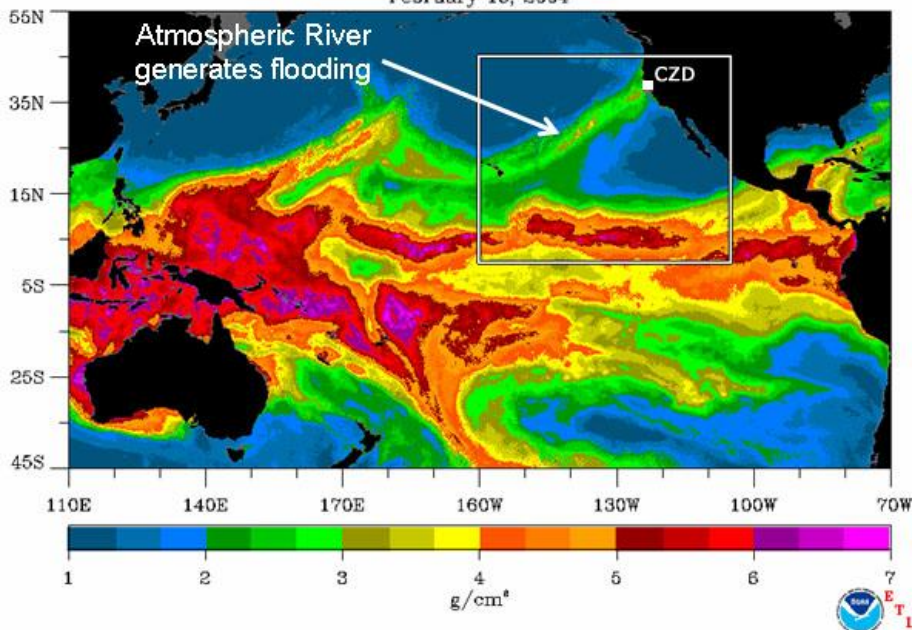 Atmospheric River
generates flooding
CZD
55N
35N
15N
5S
25S
45S
110E 140E 170E 160W 130W 100W 70W
1 2 3 4 5 6 7
g/cm²
NOAA
E
T
L